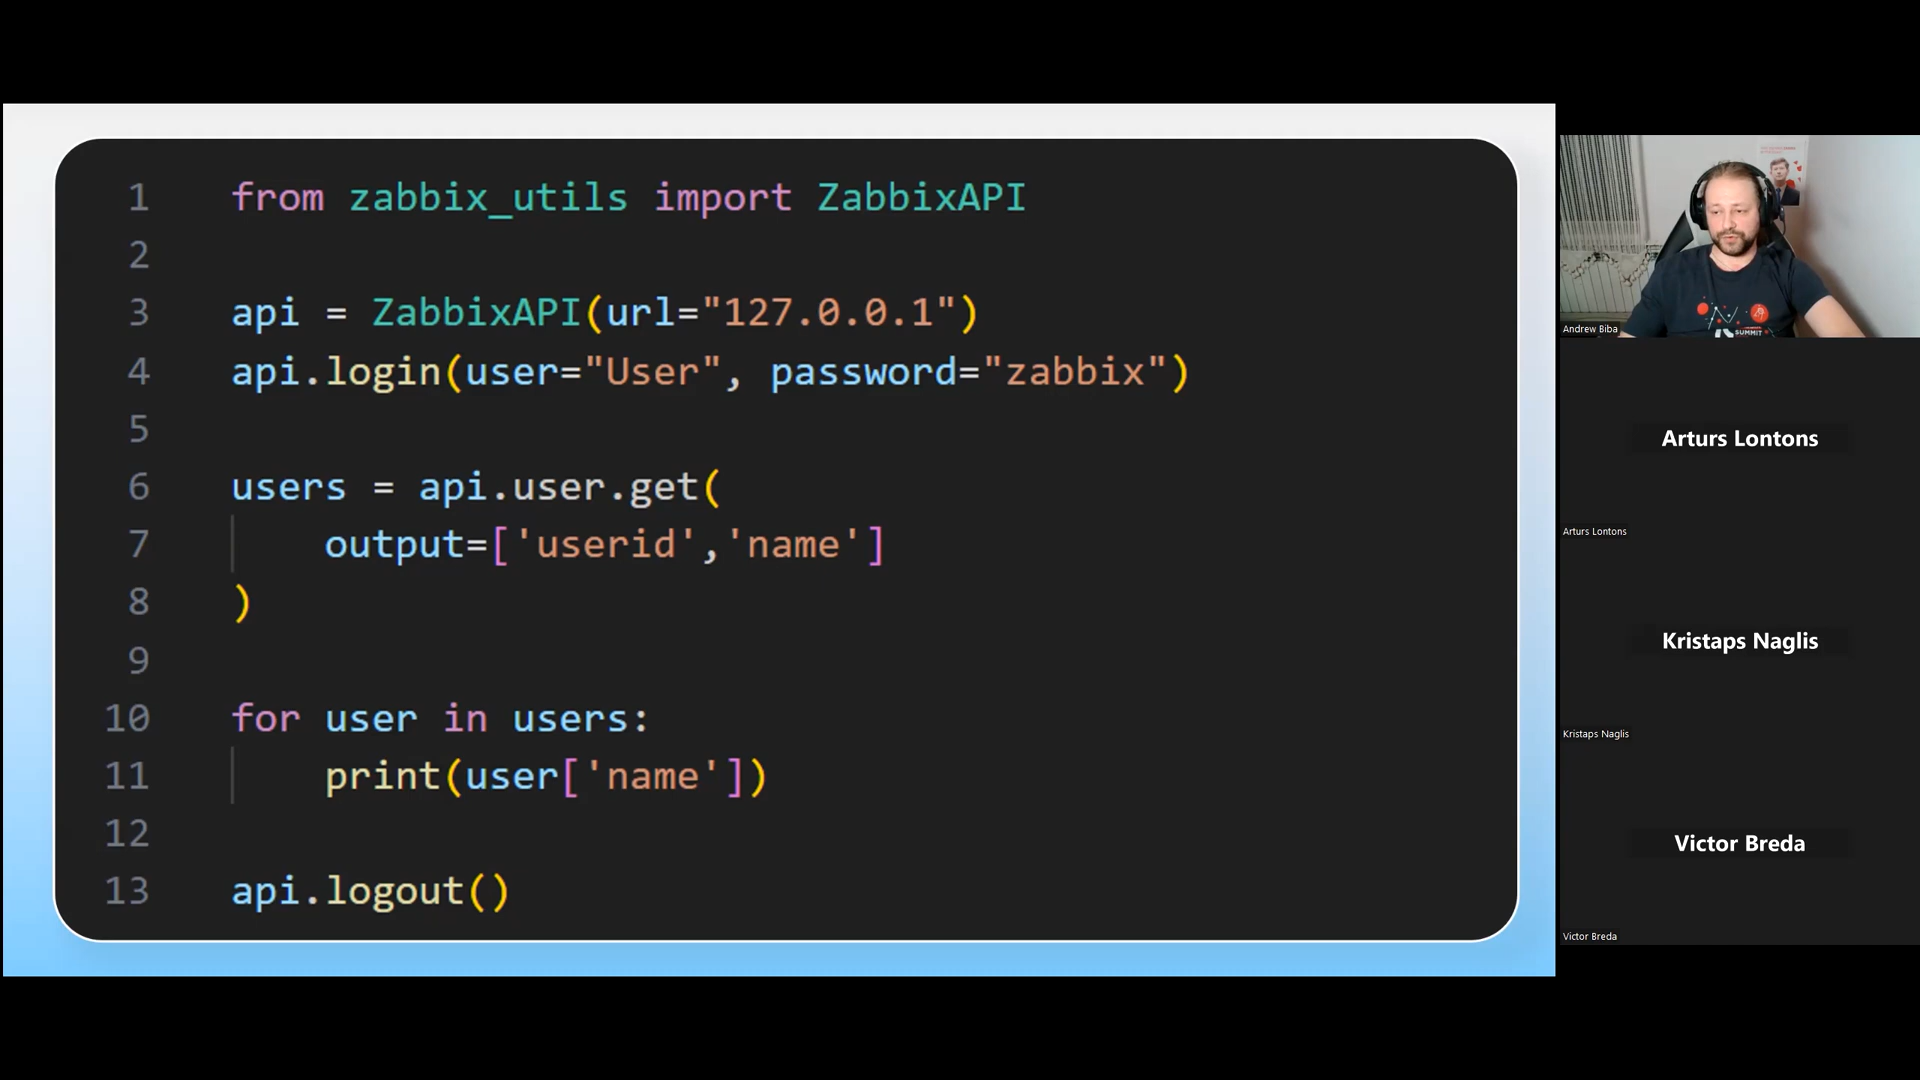 1 from zabbix_utils import ZabbixAPI
2
3 api = ZabbixAPI(url="127.0.0.1")
4 api.login(user="User", password="zabbix")
5
6 users = api.user.get(
7     output=['userid','name']
8 )
9
10 for user in users:
11     print(user['name'])
12
13 api.logout()
SUMMIT
Andrew Biba
Arturs Lontons
Arturs Lontons
Kristaps Naglis
Kristaps Naglis
Victor Breda
Victor Breda